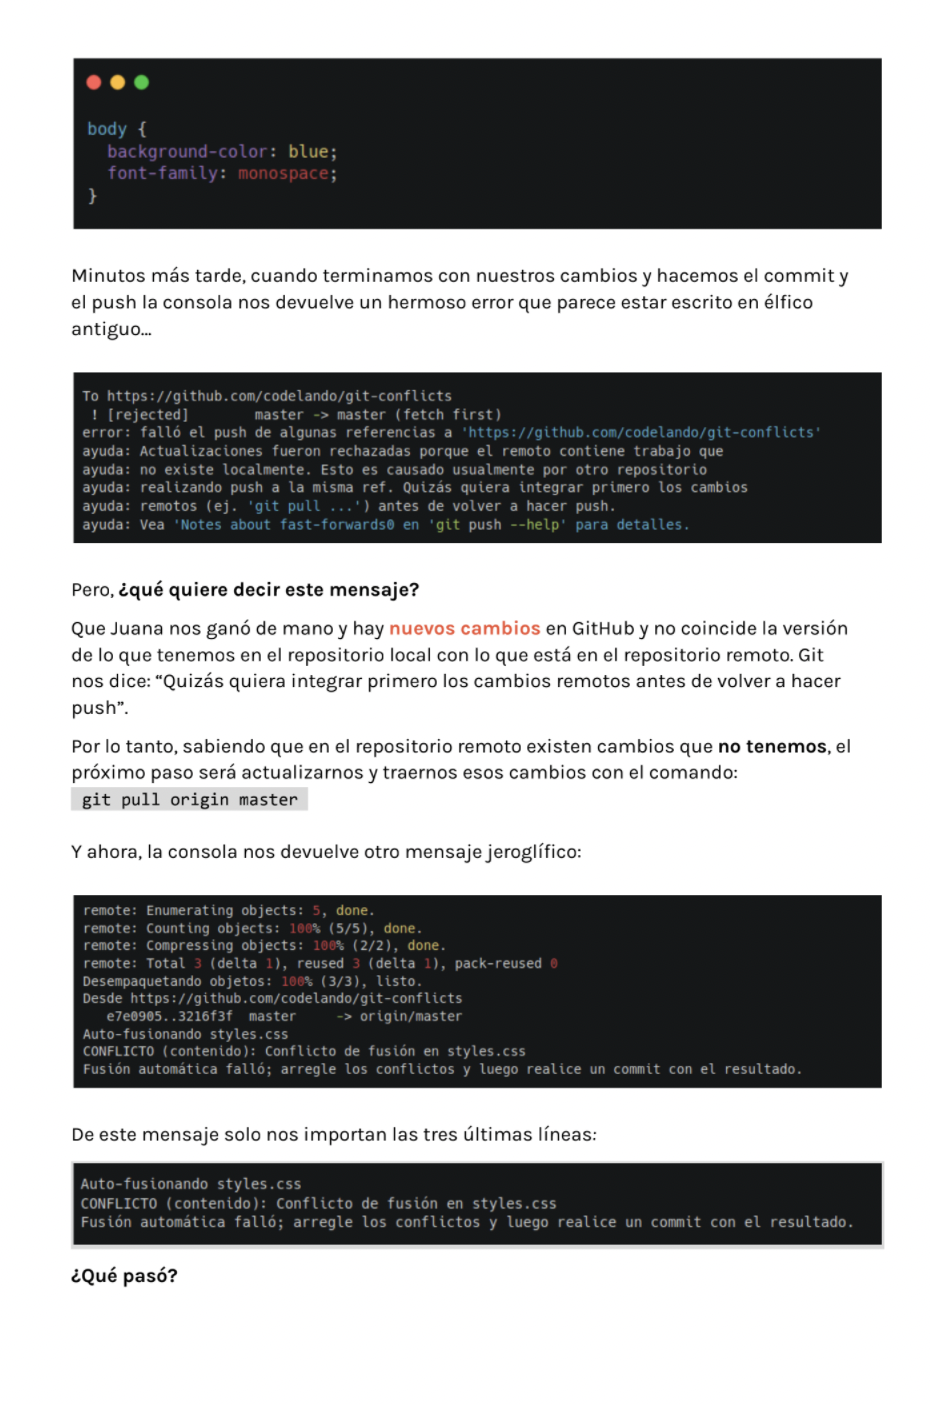 body {
  background-color: blue;
  font-family: monospace;
}
Minutos más tarde, cuando terminamos con nuestros cambios y hacemos el commit y
el push la consola nos devuelve un hermoso error que parece estar escrito en élfico
antiguo...
To https://github.com/codelando/git-conflicts
 ! [rejected]        master -> master (fetch first)
error: falló el push de algunas referencias a 'https://github.com/codelando/git-conflicts'
ayuda: Actualizaciones fueron rechazadas porque el remoto contiene trabajo que
ayuda: no existe localmente. Esto es causado usualmente por otro repositorio
ayuda: realizando push a la misma ref. Quizás quiera integrar primero los cambios
ayuda: remotos (ej. 'git pull ...') antes de volver a hacer push.
ayuda: Vea 'Notes about fast-forwards0 en 'git push --help' para detalles.
Pero, ¿qué quiere decir este mensaje?
Que Juana nos ganó de mano y hay nuevos cambios en GitHub y no coincide la versión
de lo que tenemos en el repositorio local con lo que está en el repositorio remoto. Git
nos dice: “Quizás quiera integrar primero los cambios remotos antes de volver a hacer
push”.
Por lo tanto, sabiendo que en el repositorio remoto existen cambios que no tenemos, el
próximo paso será actualizarnos y traernos esos cambios con el comando:
git pull origin master
Y ahora, la consola nos devuelve otro mensaje jeroglífico:
remote: Enumerating objects: 5, done.
remote: Counting objects: 100% (5/5), done.
remote: Compressing objects: 100% (2/2), done.
remote: Total 3 (delta 1), reused 3 (delta 1), pack-reused 0
Desempaquetando objetos: 100% (3/3), listo.
Desde https://github.com/codelando/git-conflicts
   e7e0905..3216f3f  master     -> origin/master
Auto-fusionando styles.css
CONFLICTO (contenido): Conflicto de fusión en styles.css
Fusión automática falló; arregle los conflictos y luego realice un commit con el resultado.
De este mensaje solo nos importan las tres últimas líneas:
Auto-fusionando styles.css
CONFLICTO (contenido): Conflicto de fusión en styles.css
Fusión automática falló; arregle los conflictos y luego realice un commit con el resultado.
¿Qué pasó?